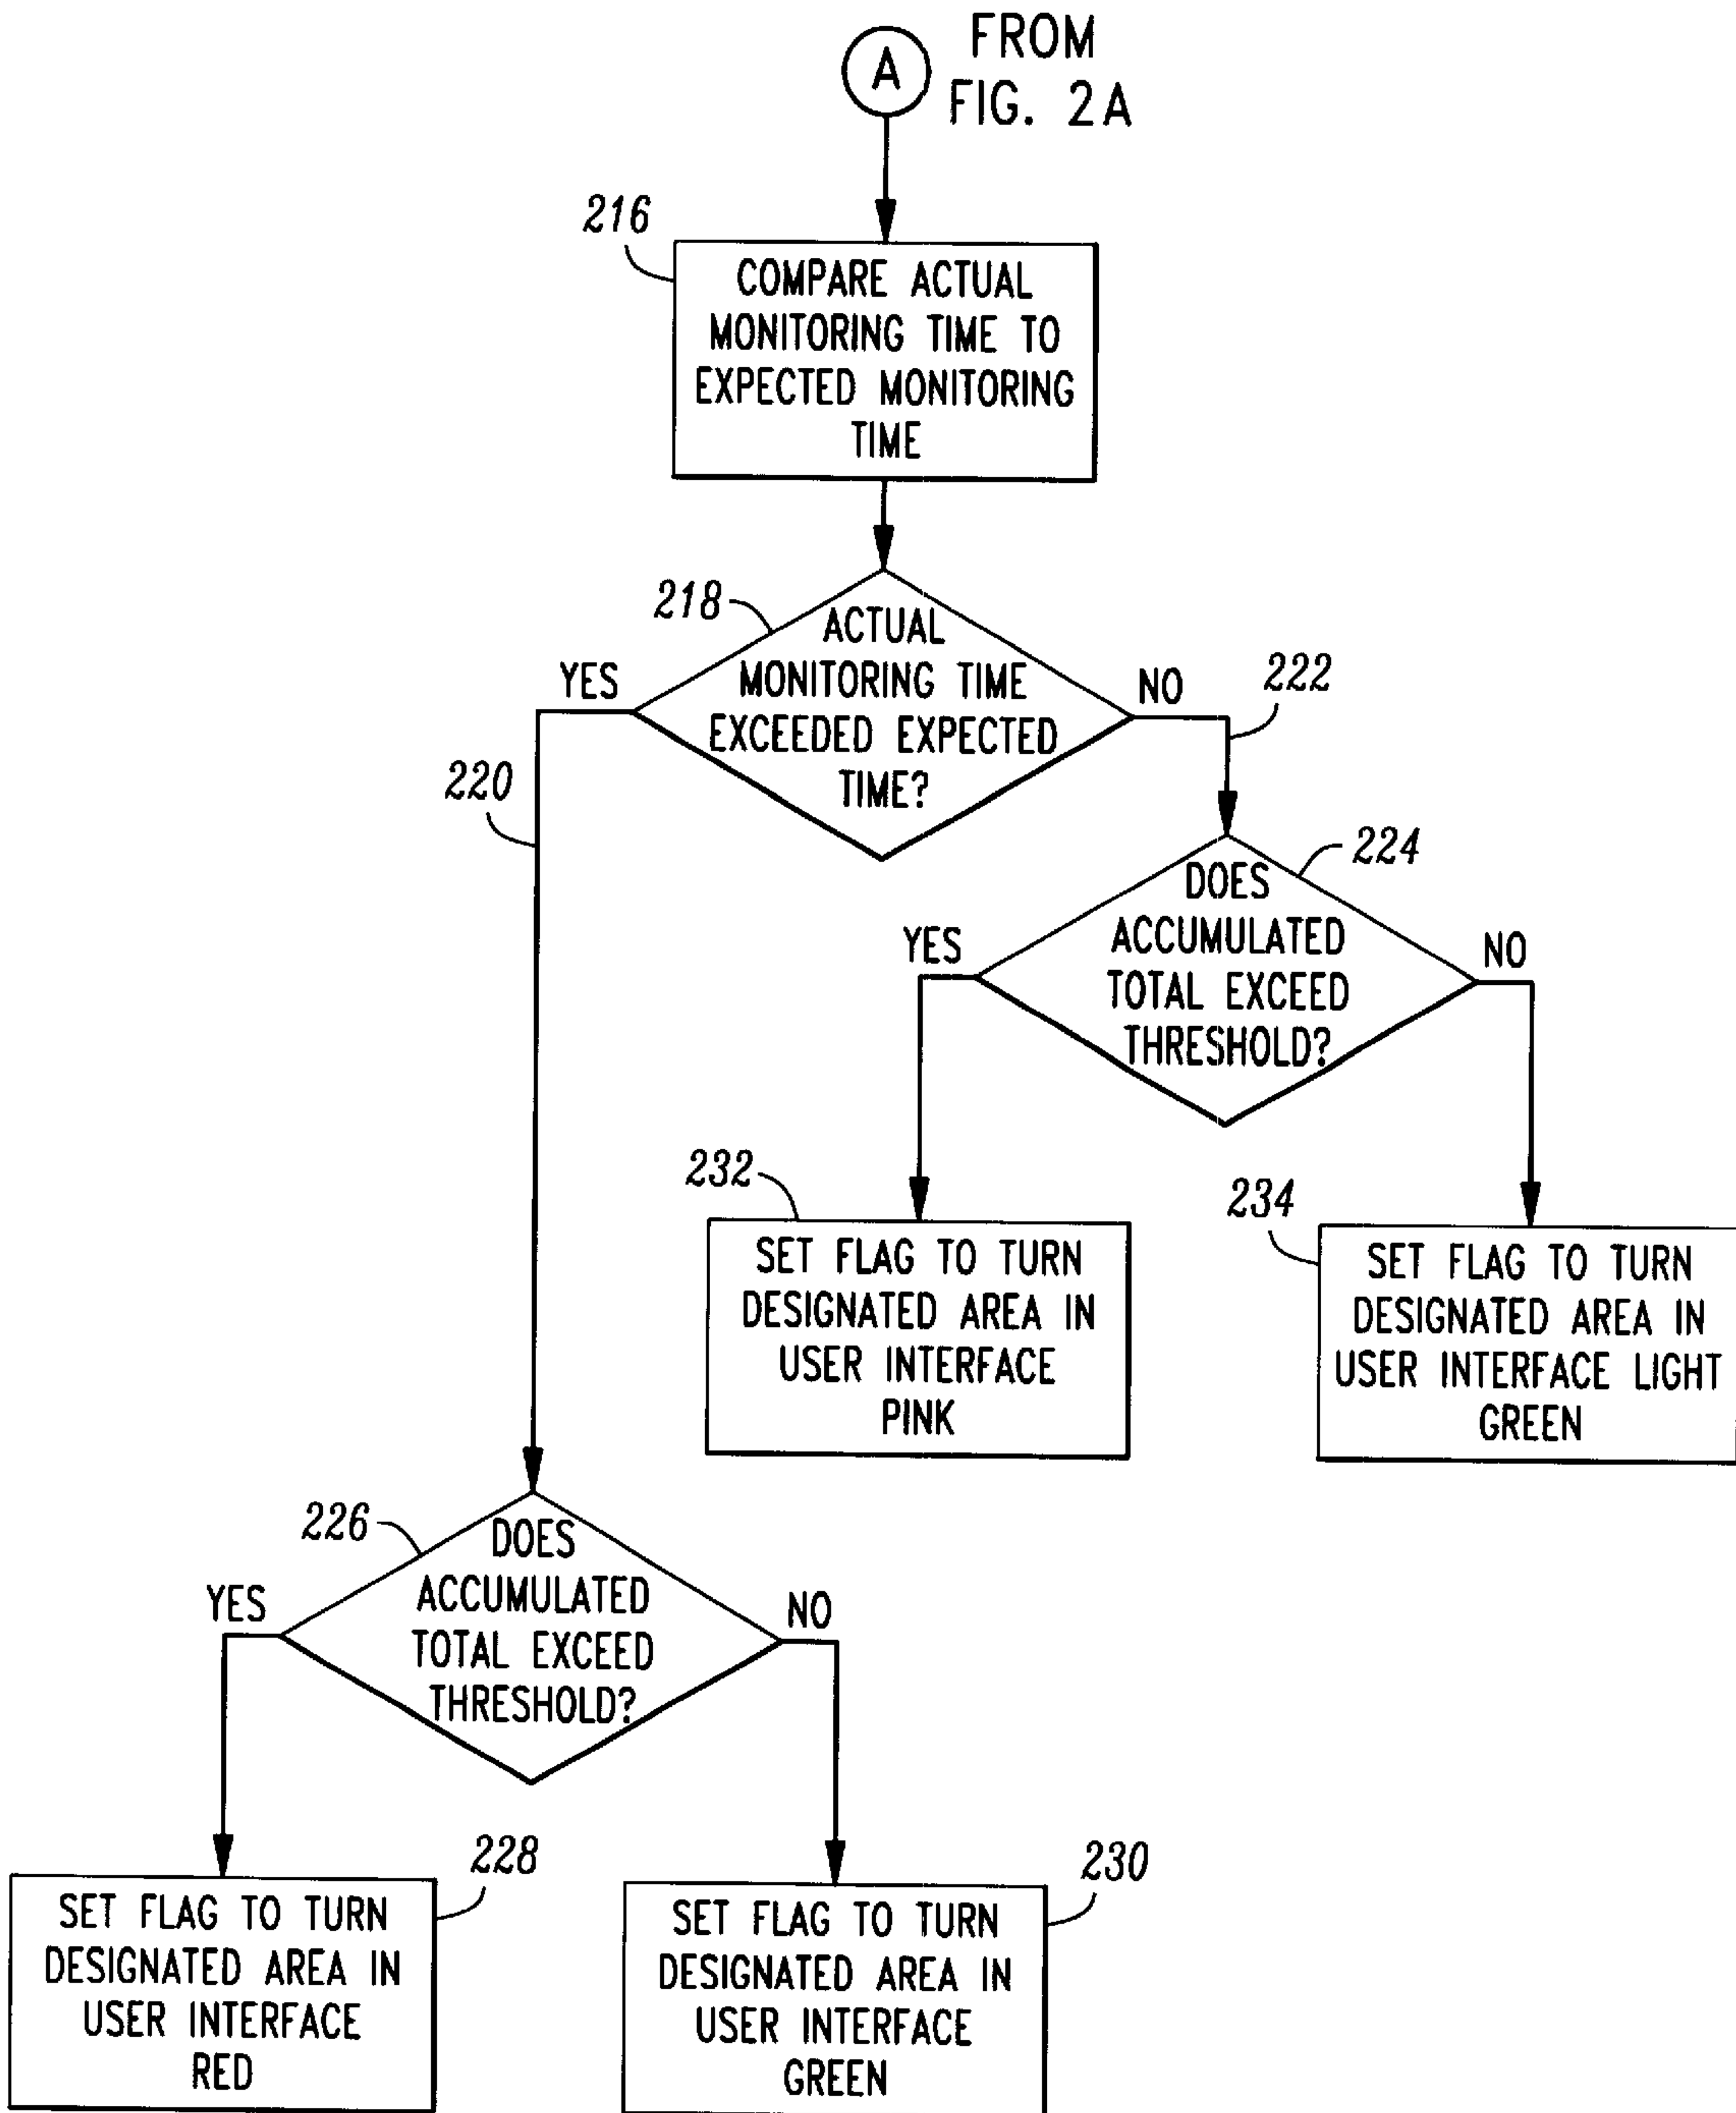 A
FROM
FIG. 2A
216
COMPARE ACTUAL
MONITORING TIME TO
EXPECTED MONITORING
TIME
218
ACTUAL
MONITORING TIME
EXCEEDED EXPECTED
TIME?
YES
NO
222
220
224
DOES
ACCUMULATED
TOTAL EXCEED
THRESHOLD?
YES
NO
232
SET FLAG TO TURN
DESIGNATED AREA IN
USER INTERFACE
PINK
234
SET FLAG TO TURN
DESIGNATED AREA IN
USER INTERFACE LIGHT
GREEN
226
DOES
ACCUMULATED
TOTAL EXCEED
THRESHOLD?
YES
NO
228
SET FLAG TO TURN
DESIGNATED AREA IN
USER INTERFACE
RED
230
SET FLAG TO TURN
DESIGNATED AREA IN
USER INTERFACE
GREEN